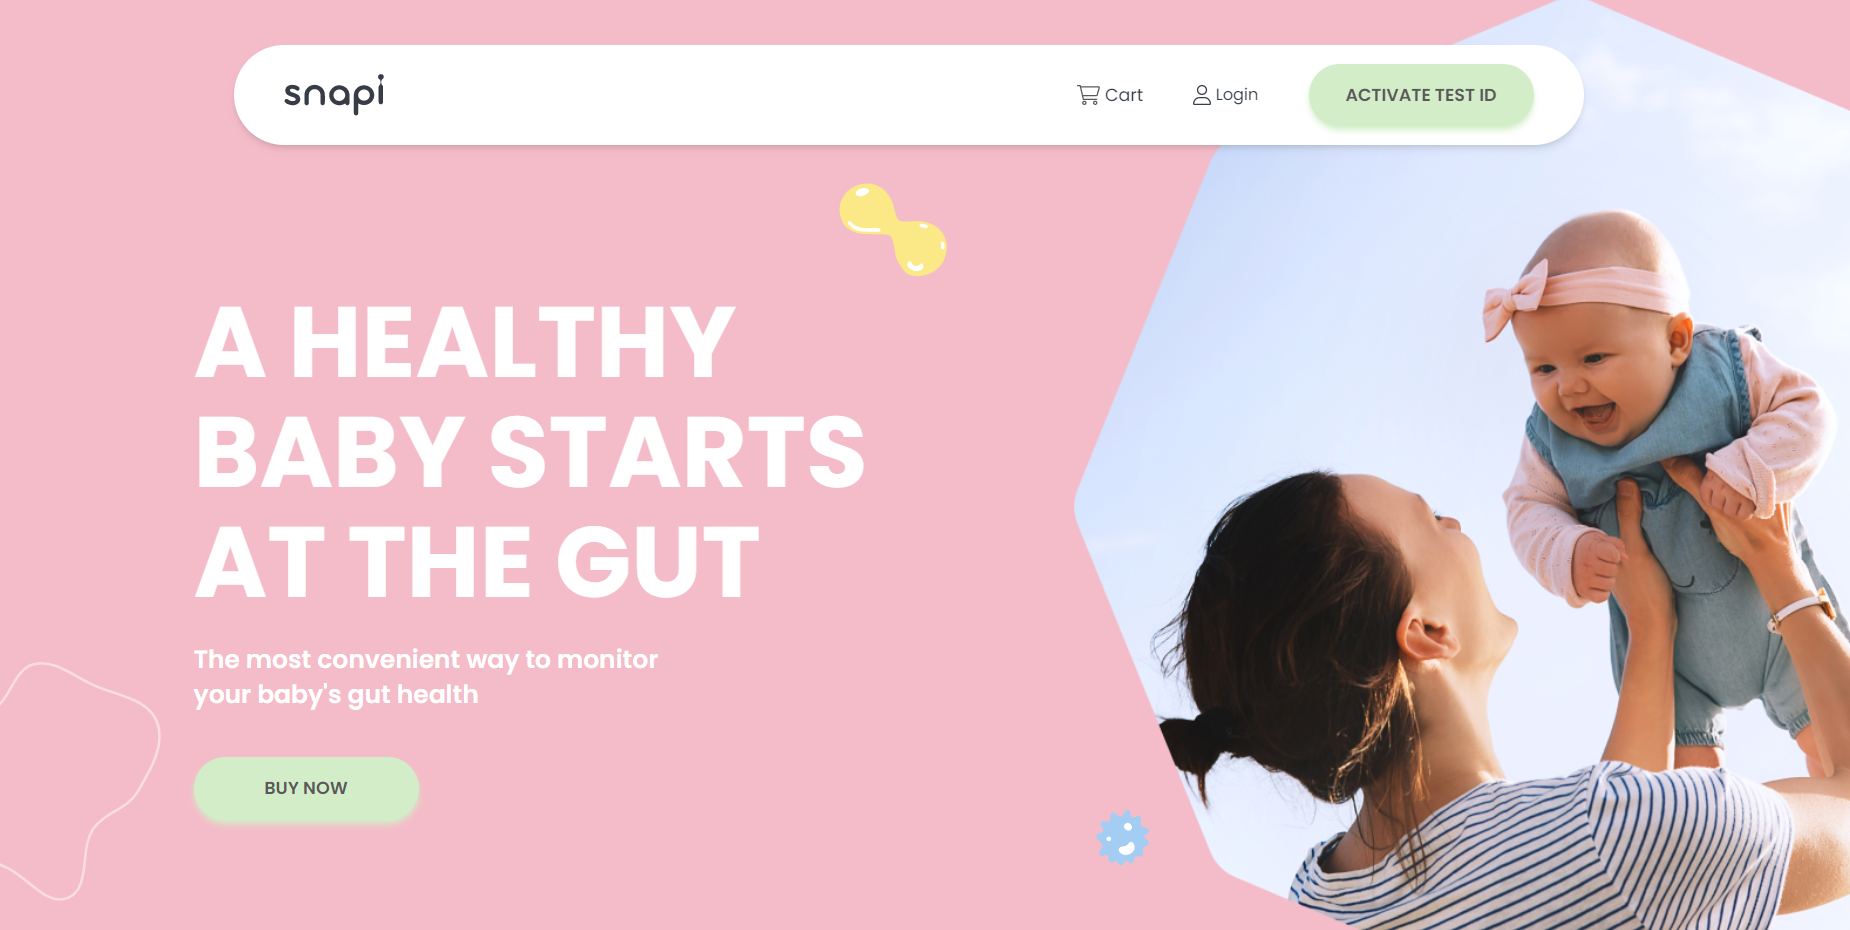 snapi
Cart
Login
ACTIVATE TEST ID
A HEALTHY
BABY STARTS
AT THE GUT
The most convenient way to monitor
your baby's gut health
BUY NOW